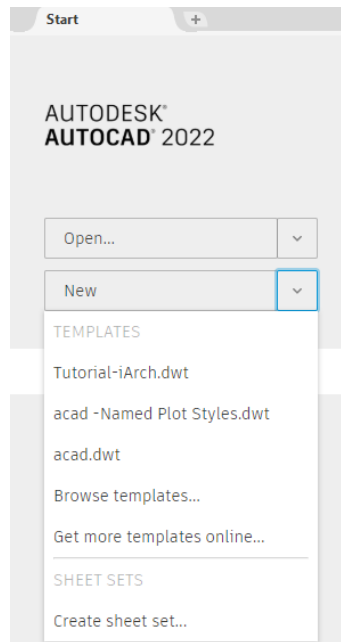 Start
+
AUTODESK®
AUTOCAD® 2022
Open...
New
TEMPLATES
Tutorial-iArch.dwt
acad -Named Plot Styles.dwt
acad.dwt
Browse templates...
Get more templates online...
SHEET SETS
Create sheet set...